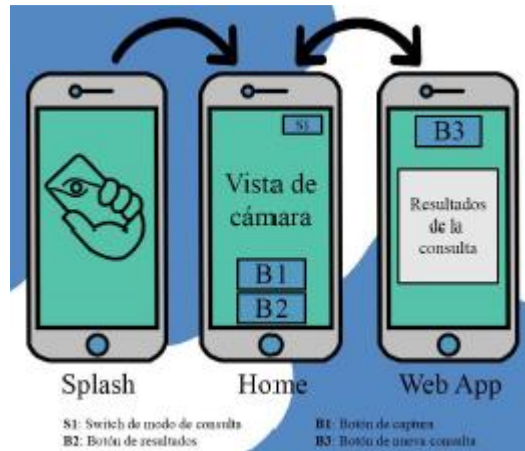 S1
B3
Vista de
cámara
Resultados
de la
consulta
B1
B2
Splash
Home
Web App
S1: Switch de modo de consulta
B1: Botón de captura
B2: Botón de resultados
B3: Botón de nueva consulta